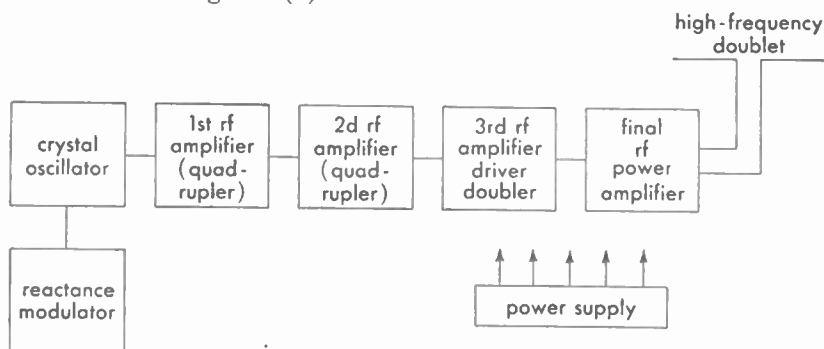 high-frequency
doublet
crystal
oscillator
1st rf
amplifier
(quad-
rupler)
2d rf
amplifier
(quad-
rupler)
3rd rf
amplifier
driver
doubler
final
rf
power
amplifier
reactance
modulator
power supply